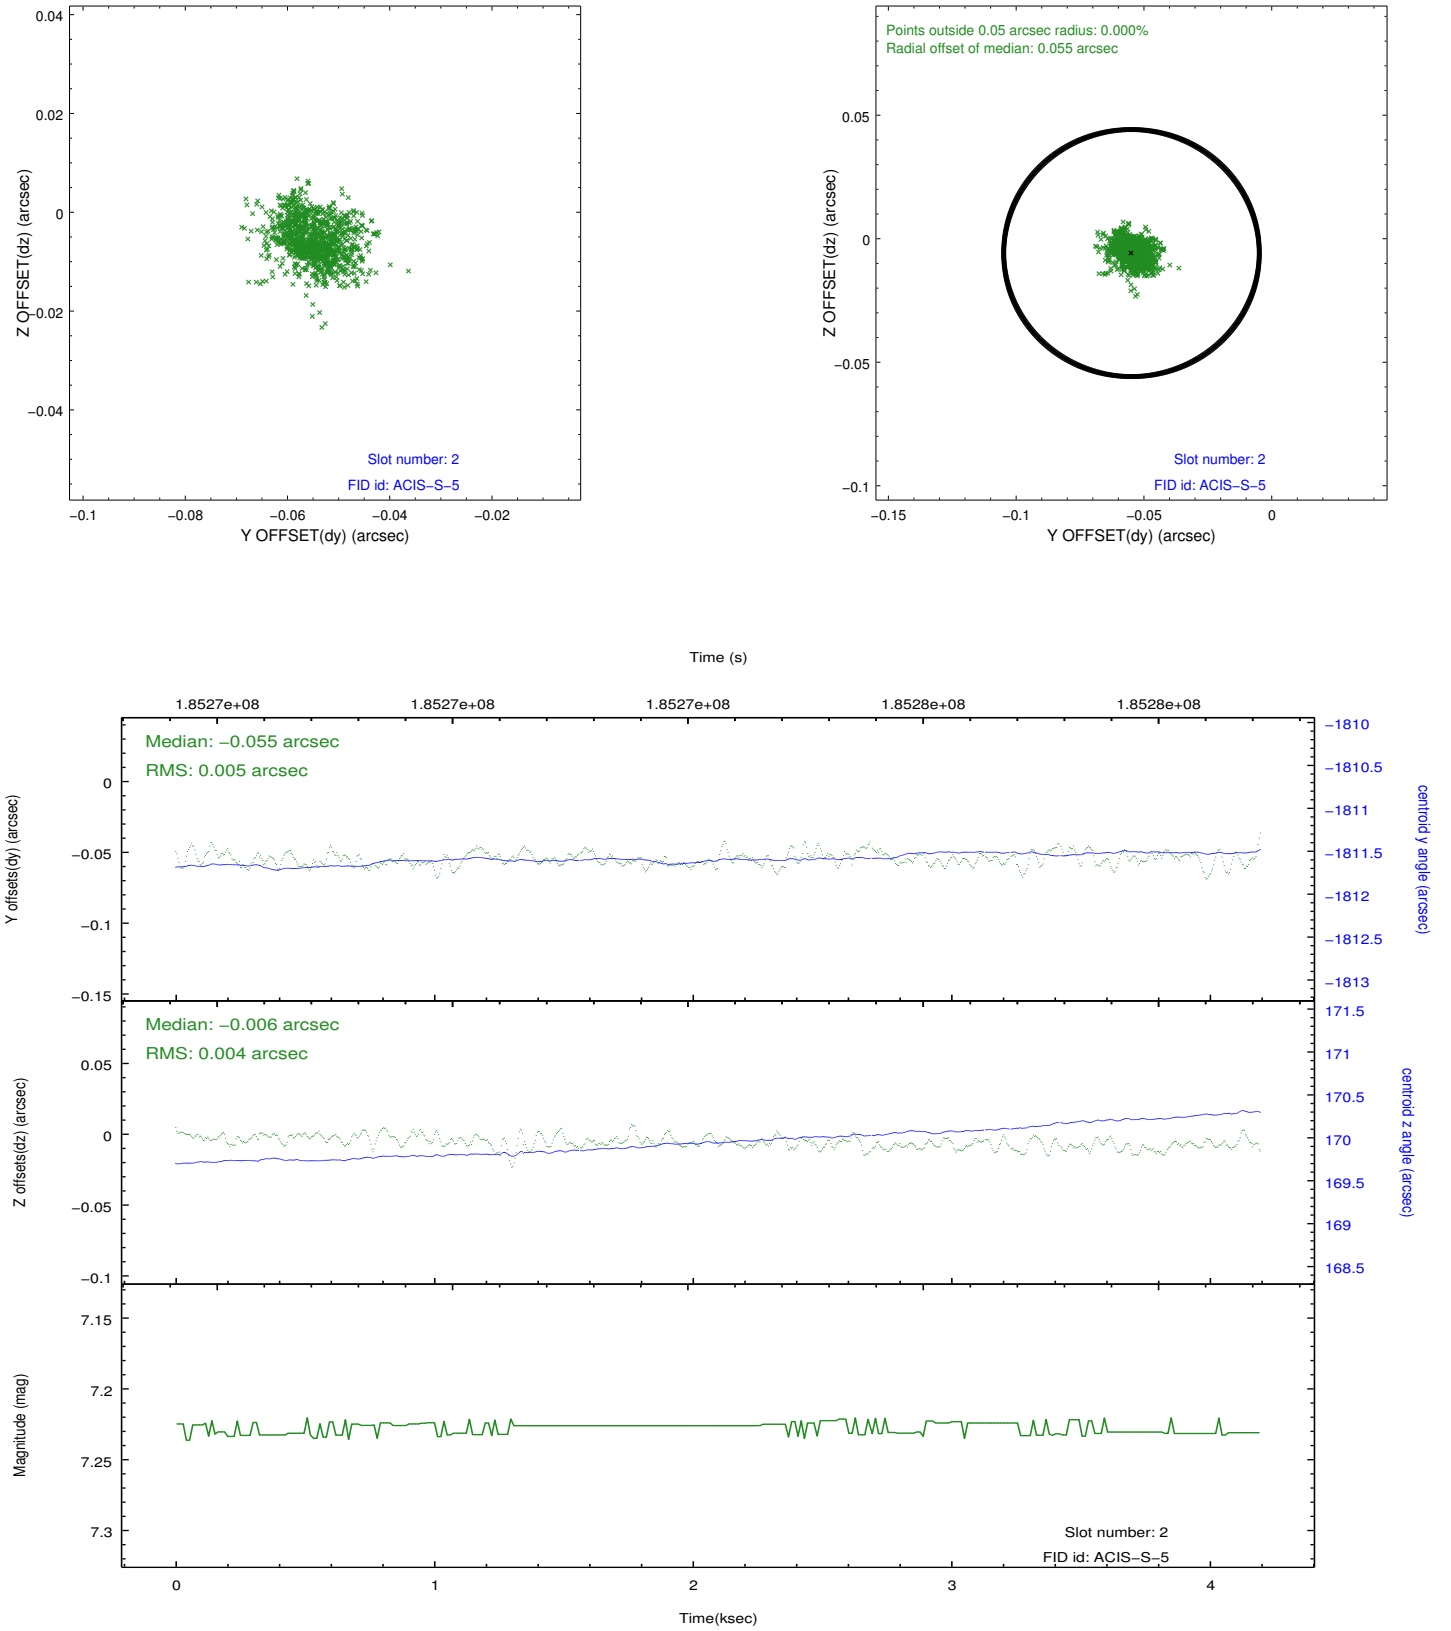 0.04
0.02
0
−0.02
−0.04
Z OFFSET(dz) (arcsec)
Slot number: 2
FID id: ACIS−S−5
−0.1
−0.08
−0.06
−0.04
−0.02
Y OFFSET(dy) (arcsec)
Points outside 0.05 arcsec radius: 0.000%
Radial offset of median: 0.055 arcsec
0.05
0
−0.05
−0.1
Z OFFSET(dz) (arcsec)
Slot number: 2
FID id: ACIS−S−5
−0.15
−0.1
−0.05
0
Y OFFSET(dy) (arcsec)
Time (s)
1.8527e+08
1.8527e+08
1.8527e+08
1.8528e+08
1.8528e+08
Median: −0.055 arcsec
RMS: 0.005 arcsec
0
−0.05
−0.1
−0.15
Y offsets(dy) (arcsec)
−1810
−1810.5
−1811
−1811.5
−1812
−1812.5
−1813
centroid y angle (arcsec)
Median: −0.006 arcsec
RMS: 0.004 arcsec
0.05
0
−0.05
−0.1
Z offsets(dz) (arcsec)
171.5
171
170.5
170
169.5
169
168.5
centroid z angle (arcsec)
7.15
7.2
7.25
7.3
Magnitude (mag)
Slot number: 2
FID id: ACIS−S−5
0
1
2
3
4
Time(ksec)